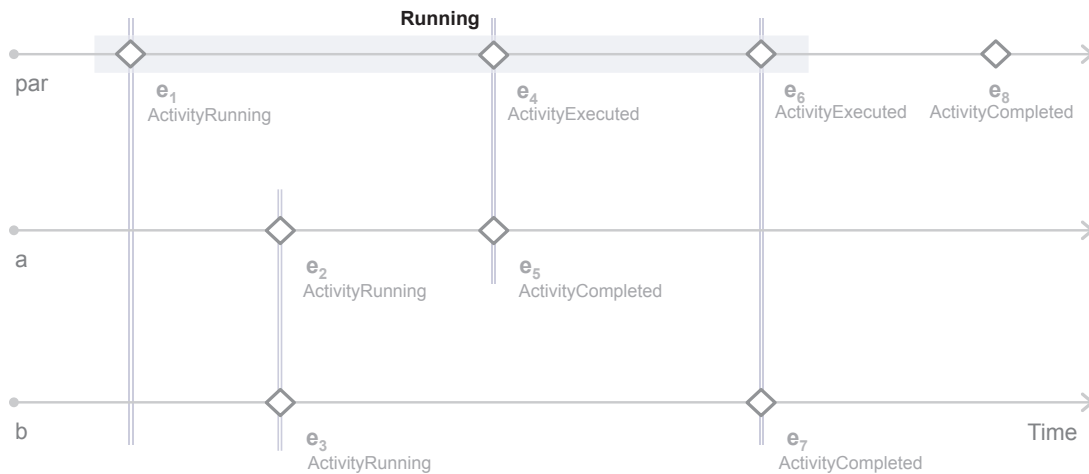 Running
par
e1
ActivityRunning
e4
ActivityExecuted
e6
ActivityExecuted
e8
ActivityCompleted
a
e2
ActivityRunning
e5
ActivityCompleted
b
Time
e3
ActivityRunning
e7
ActivityCompleted